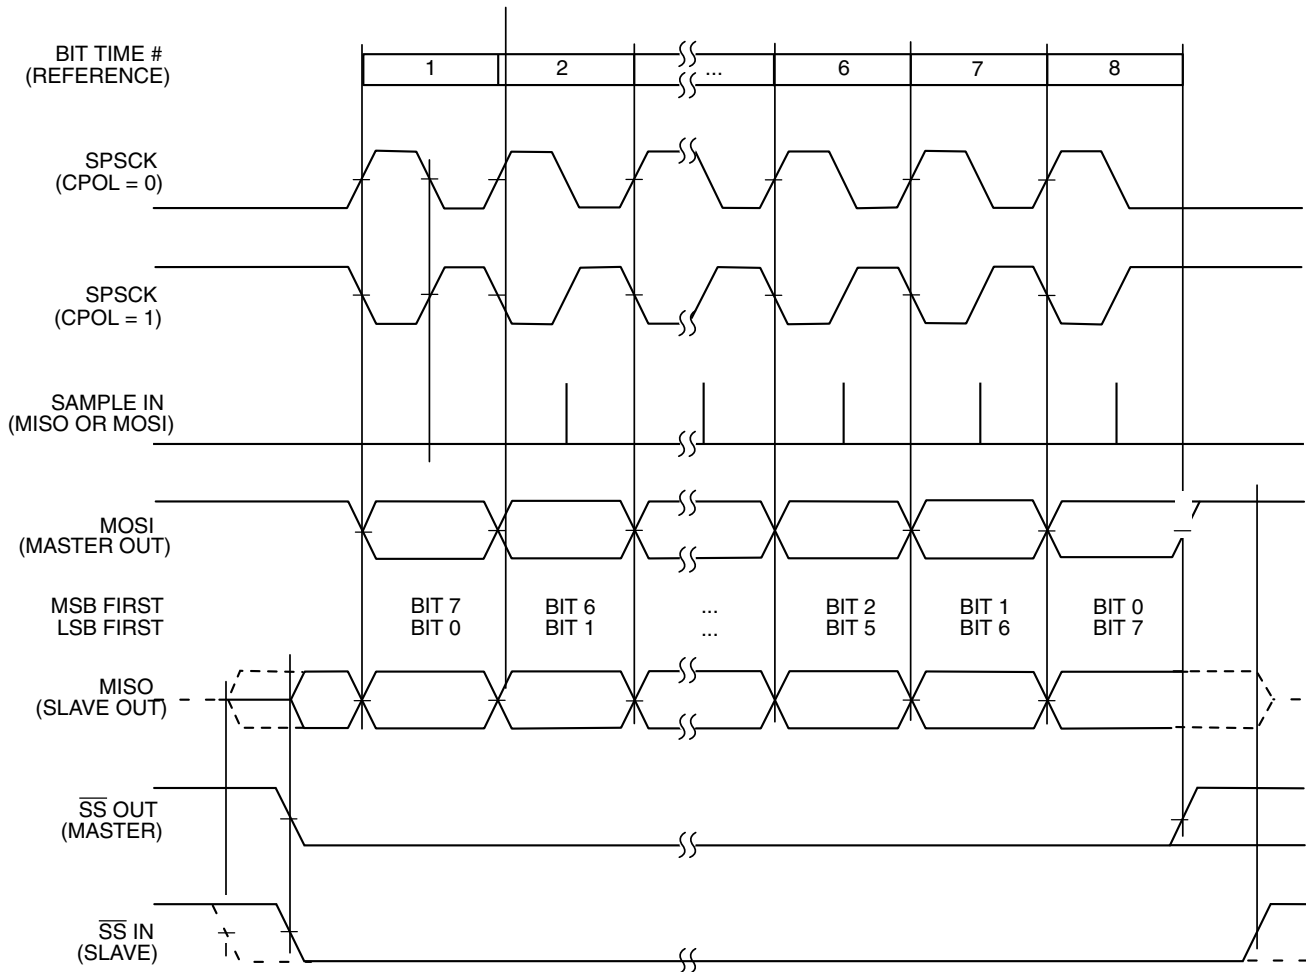 BIT TIME #
(REFERENCE)
1 2 ... 6 7 8
SPSCK
(CPOL = 0)
SPSCK
(CPOL = 1)
SAMPLE IN
(MISO OR MOSI)
MOSI
(MASTER OUT)
MSB FIRST BIT 7 BIT 6 ... BIT 2 BIT 1 BIT 0
LSB FIRST BIT 0 BIT 1 ... BIT 5 BIT 6 BIT 7
MISO
(SLAVE OUT)
S̅S̅ OUT
(MASTER)
S̅S̅ IN
(SLAVE)